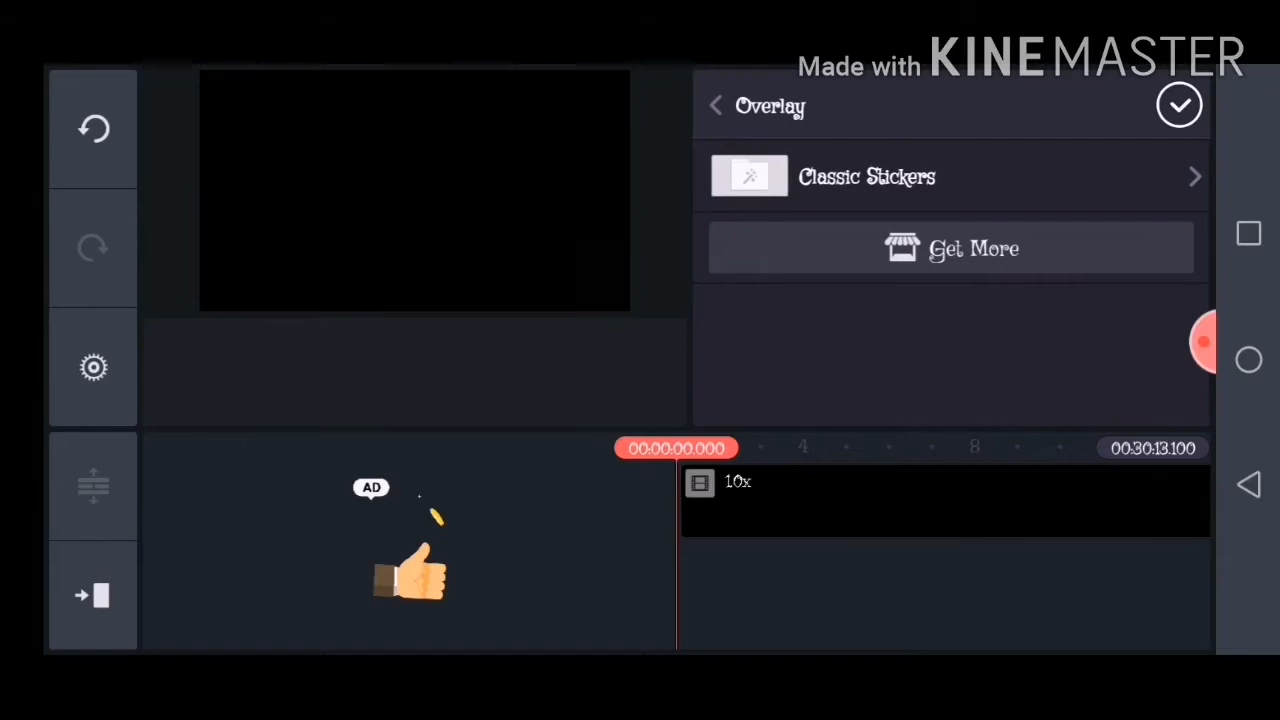 Made with KINEMASTER
Overlay
Classic Stickers
Get More
00:00:00.000
4
8
00:30:13.100
AD
10x